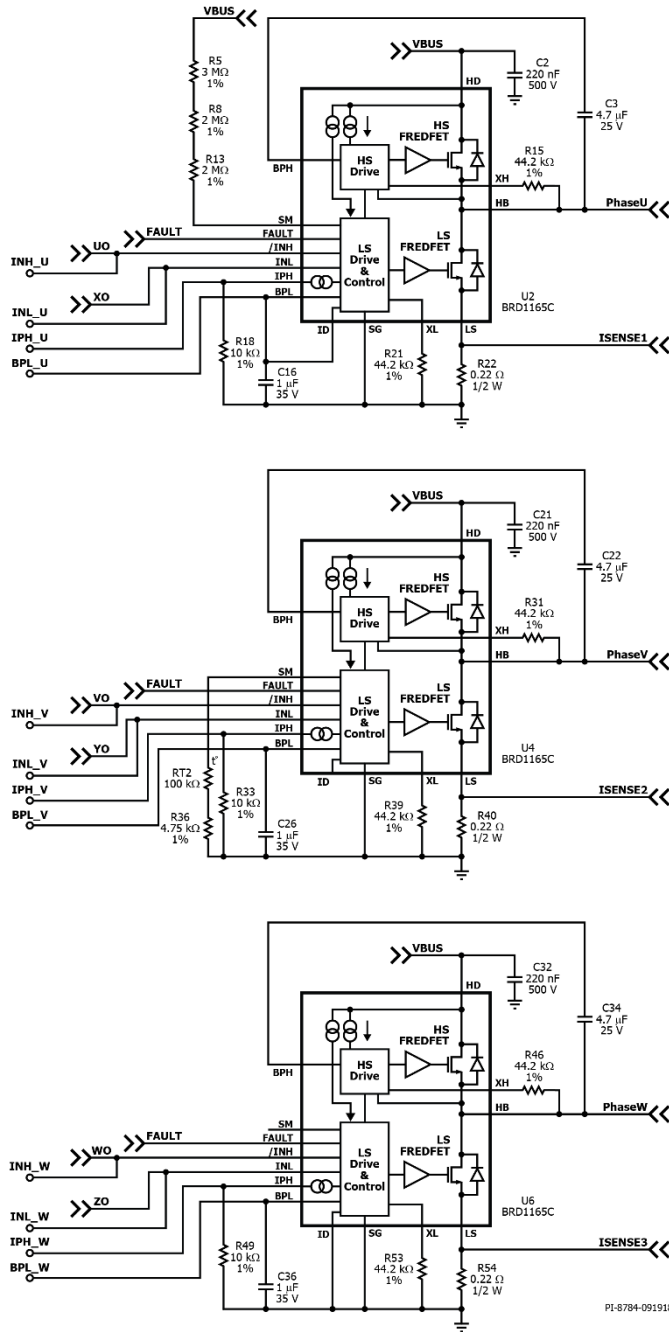 VBUS
R5
3 MΩ
1%
R8
2 MΩ
1%
R13
2 MΩ
1%
VBUS
C2
220 nF
500 V
C3
4.7 µF
25 V
HD
HS
FREDFET
BPH
HS
Drive
R15
44.2 kΩ
1%
XH
HB
PhaseU
SM
FAULT
FAULT
UO
/INH
INH_U
INL
XO
IPH
INL_U
BPL
IPH_U
BPL_U
LS
Drive
&
Control
LS
FREDFET
U2
BRD1165C
ID
SG
XL
LS
ISENSE1
R18
10 kΩ
1%
C16
1 µF
35 V
R21
44.2 kΩ
1%
R22
0.22 Ω
1/2 W
VBUS
C21
220 nF
500 V
C22
4.7 µF
25 V
HD
HS
FREDFET
BPH
HS
Drive
R31
44.2 kΩ
1%
XH
HB
PhaseV
SM
FAULT
FAULT
VO
/INH
INH_V
INL
YO
IPH
INL_V
BPL
IPH_V
BPL_V
LS
Drive
&
Control
LS
FREDFET
U4
BRD1165C
ID
SG
XL
LS
ISENSE2
t°
RT2
100 kΩ
R36
4.75 kΩ
1%
R33
10 kΩ
1%
C26
1 µF
35 V
R39
44.2 kΩ
1%
R40
0.22 Ω
1/2 W
VBUS
C32
220 nF
500 V
C34
4.7 µF
25 V
HD
HS
FREDFET
BPH
HS
Drive
R46
44.2 kΩ
1%
XH
HB
PhaseW
SM
FAULT
FAULT
WO
/INH
INH_W
INL
ZO
IPH
INL_W
BPL
IPH_W
BPL_W
LS
Drive
&
Control
LS
FREDFET
U6
BRD1165C
ID
SG
XL
LS
ISENSE3
R49
10 kΩ
1%
C36
1 µF
35 V
R53
44.2 kΩ
1%
R54
0.22 Ω
1/2 W
PI-8784-091918